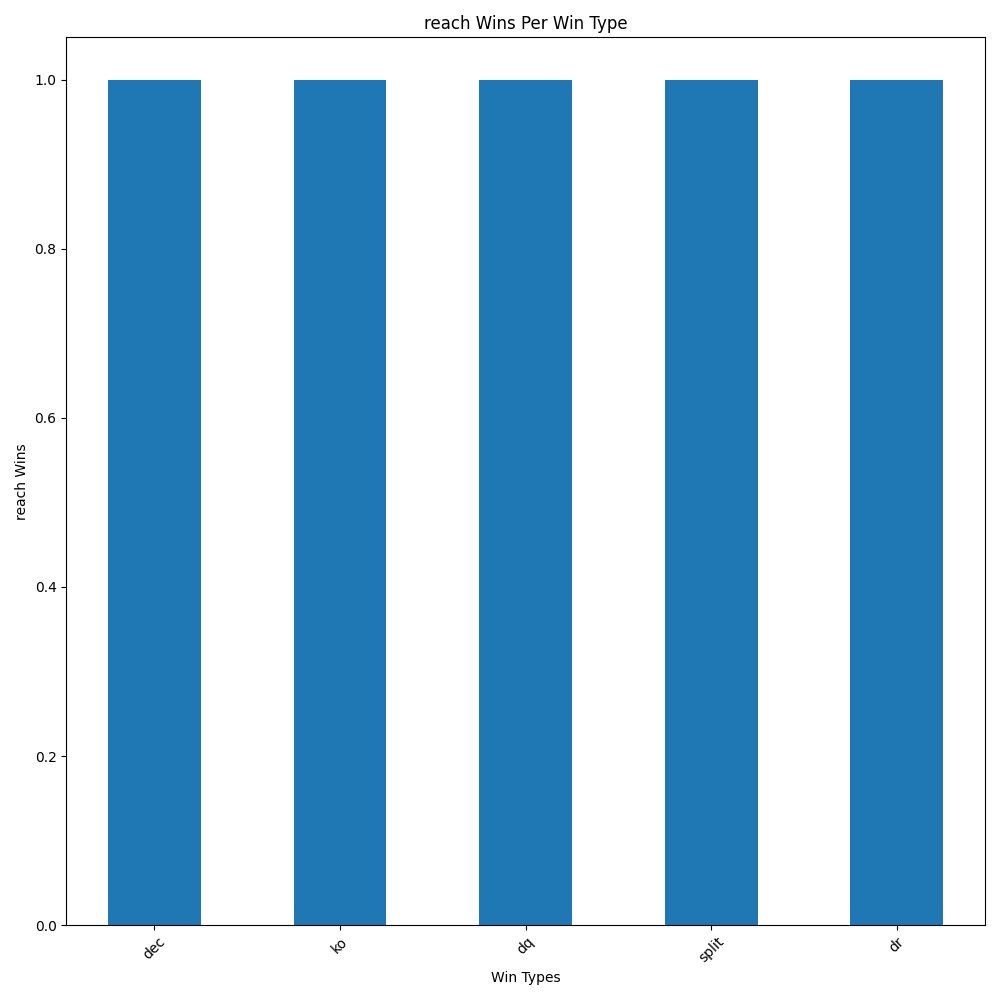 reach Wins Per Win Type
reach Wins
1.0
0.8
0.6
0.4
0.2
0.0
dec
ko
dq
split
dr
Win Types